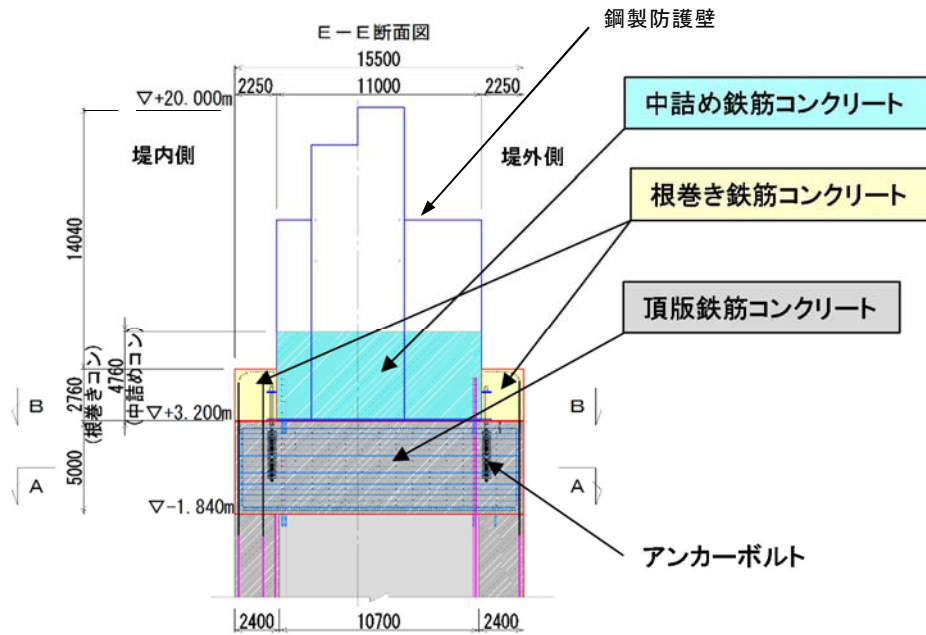 鋼製防護壁
E-E断面図
15500
2250
11000
2250
▽+20.000m
中詰め鉄筋コンクリート
堤内側
堤外側
根巻き鉄筋コンクリート
14040
頂版鉄筋コンクリート
4760
(中詰めコン)
2760
(根巻きコン)
B
B
▽+3.200m
5000
A
A
▽-1.840m
アンカーボルト
2400
10700
2400